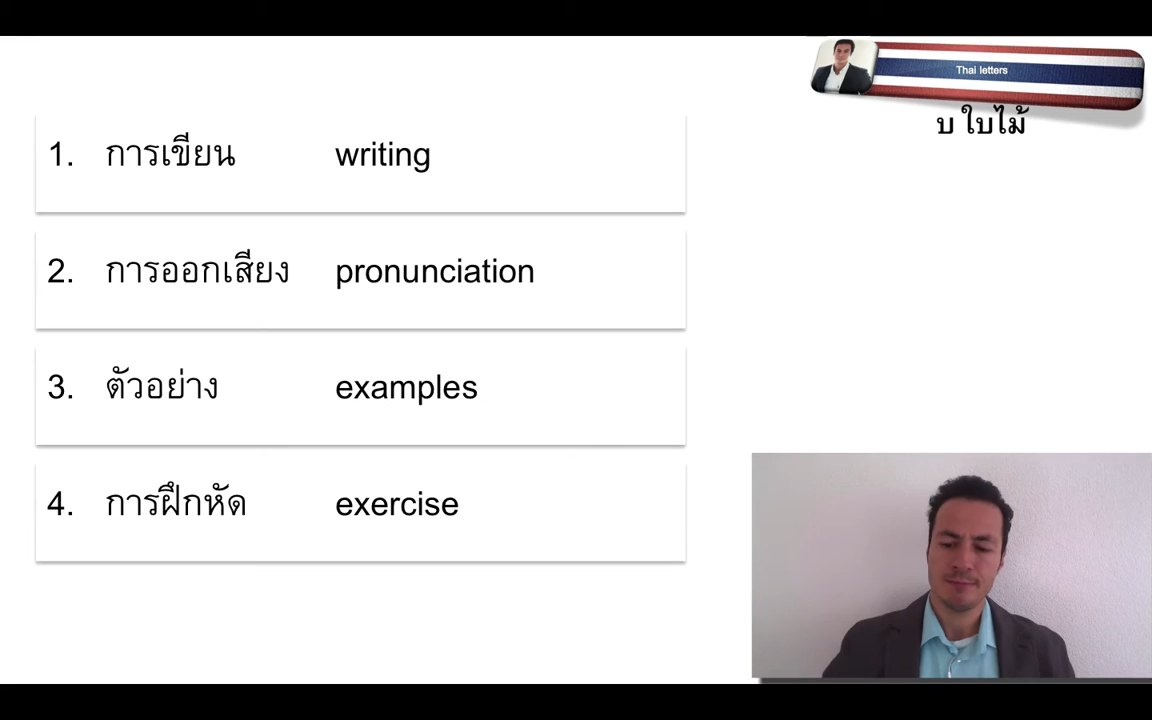 Thai letters
บ ใบไม้
1. การเขียน writing
2. การออกเสียง pronunciation
3. ตัวอย่าง examples
4. การฝึกหัด exercise